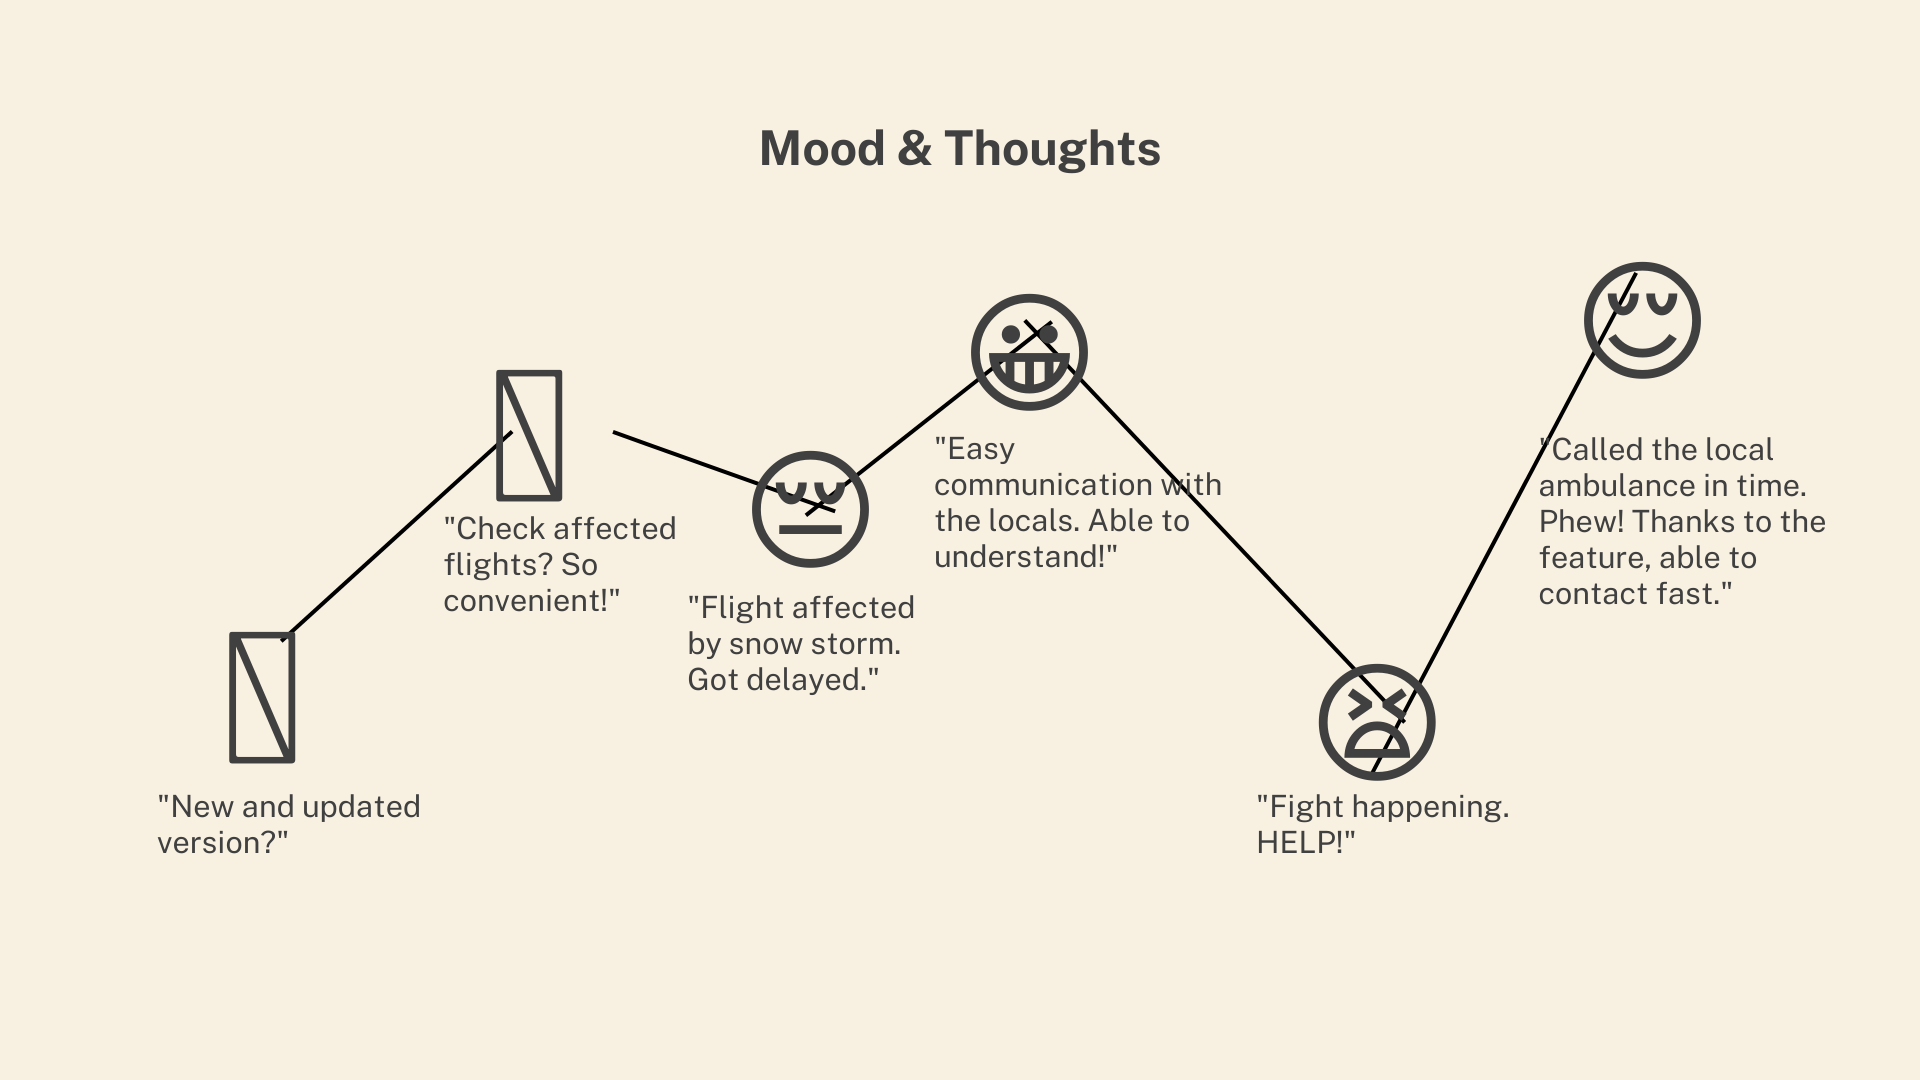 Mood & Thoughts
"New and updated
version?"
"Check affected
flights? So
convenient!"
"Flight affected
by snow storm.
Got delayed."
"Easy
communication with
the locals. Able to
understand!"
"Fight happening.
HELP!"
"Called the local
ambulance in time.
Phew! Thanks to the
feature, able to
contact fast."